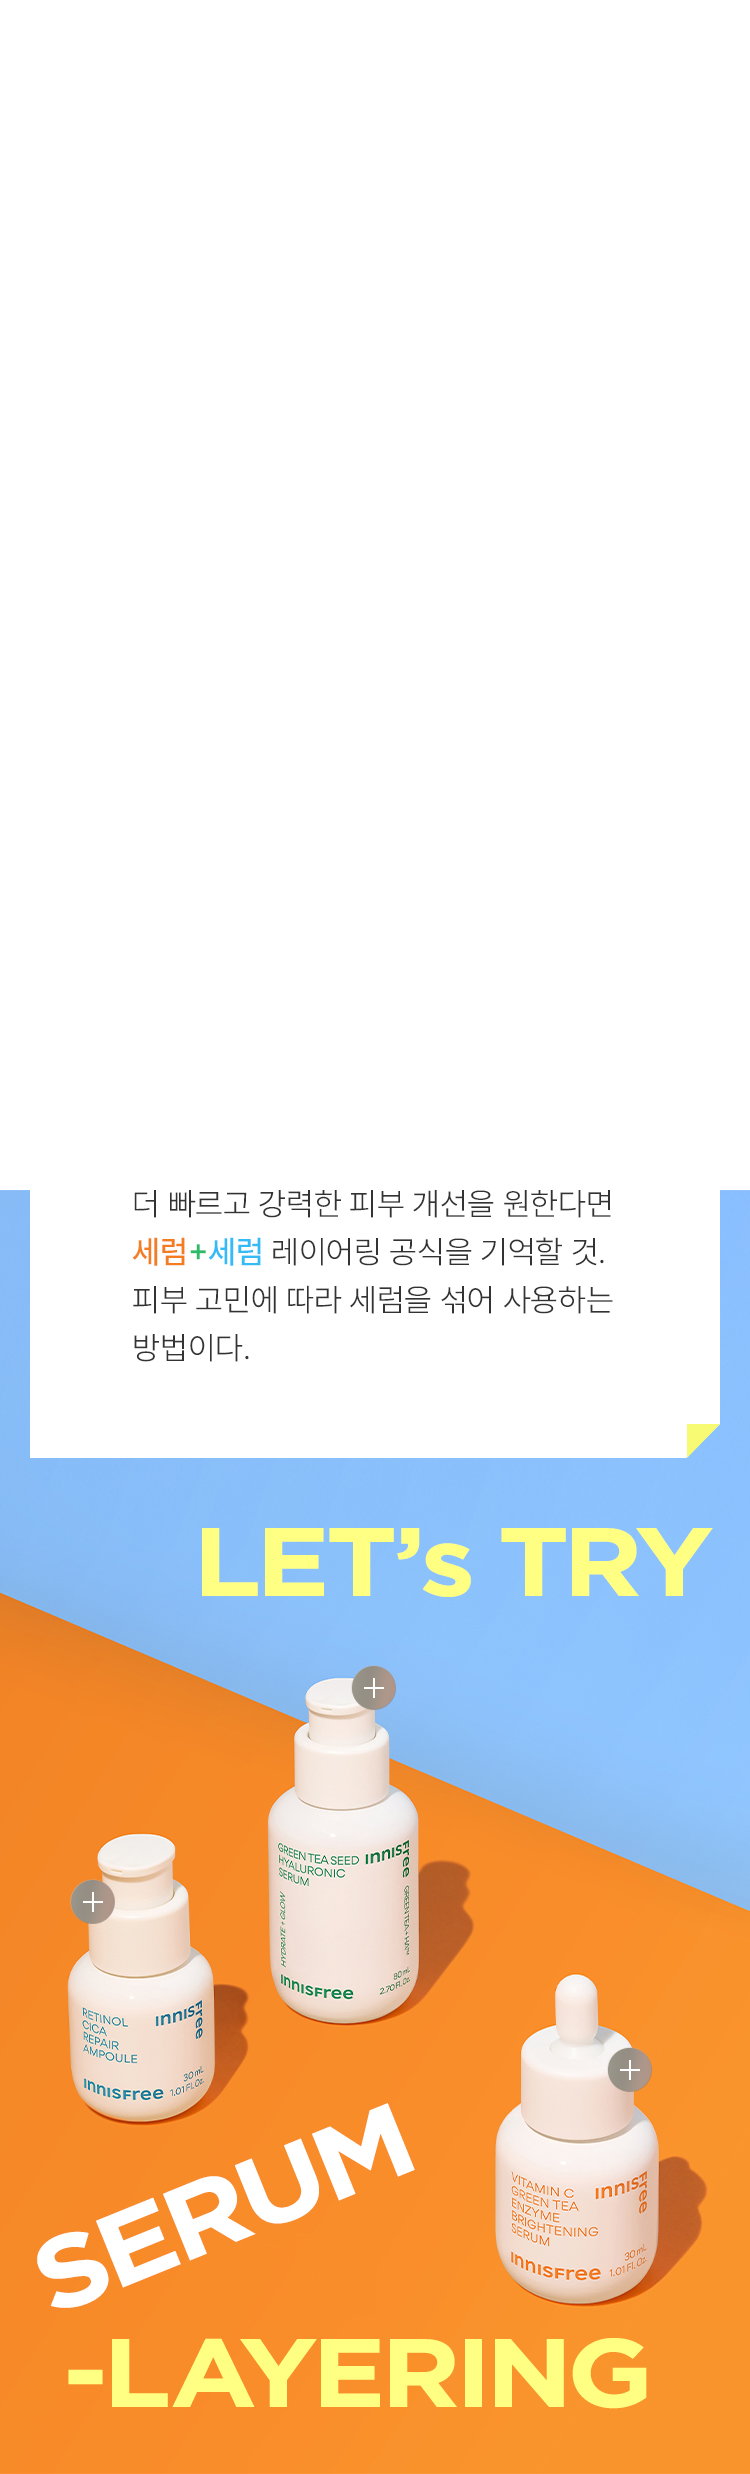 더 빠르고 강력한 피부 개선을 원한다면
세럼+세럼 레이어링 공식을 기억할 것.
피부 고민에 따라 세럼을 섞어 사용하는
방법이다.
LET’s TRY
GREEN TEA SEED
HYALURONIC
SERUM
innisfree
HYDRATE + GLOW
GREEN TEA + HA™
innisfree
80 mL
2.70 Fl. Oz.
RETINOL
CICA
REPAIR
AMPOULE
innisfree
innisfree
30 mL
1.01 Fl. Oz.
VITAMIN C
GREEN TEA
ENZYME
BRIGHTENING
SERUM
innisfree
innisfree
30 mL
1.01 Fl. Oz.
SERUM
-LAYERING